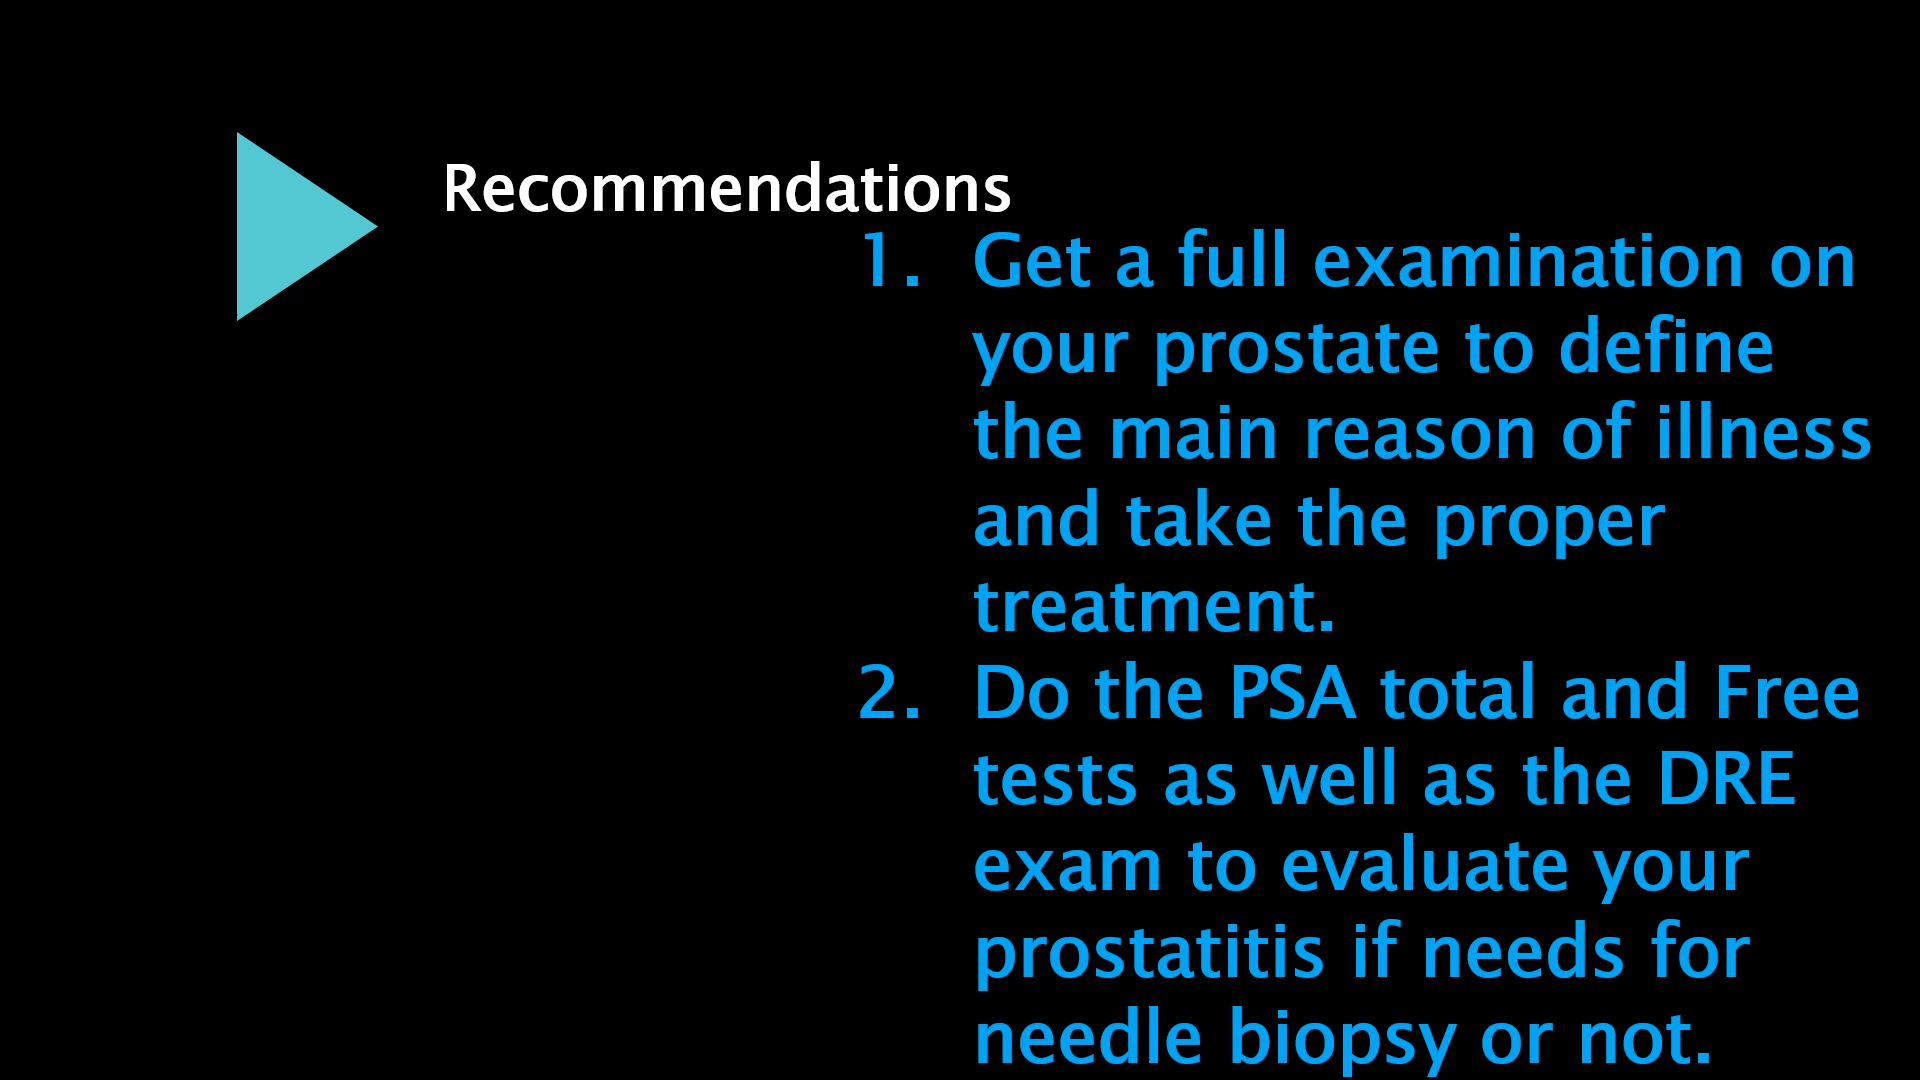 Recommendations
1. Get a full examination on
your prostate to define
the main reason of illness
and take the proper
treatment.
2. Do the PSA total and Free
tests as well as the DRE
exam to evaluate your
prostatitis if needs for
needle biopsy or not.